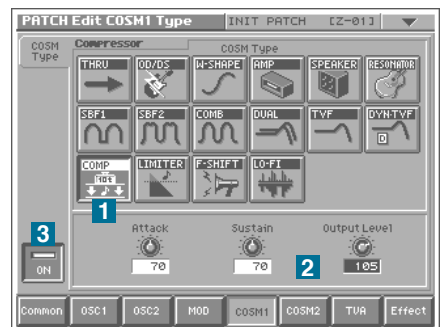 PATCH Edit COSM1 Type INIT PATCH [Z-01]
COSM Type
Compressor
COSM Type
THRU OD/DS W-SHAPE AMP SPEAKER RESONATOR
SBF1 SBF2 COMB DUAL TVF DYN-TVF
D
COMP LIMITER F-SHIFT LO-FI
1
3
Attack Sustain Output Level
2
ON
70 70 105
Common OSC1 OSC2 MOD COSM1 COSM2 TVA Effect